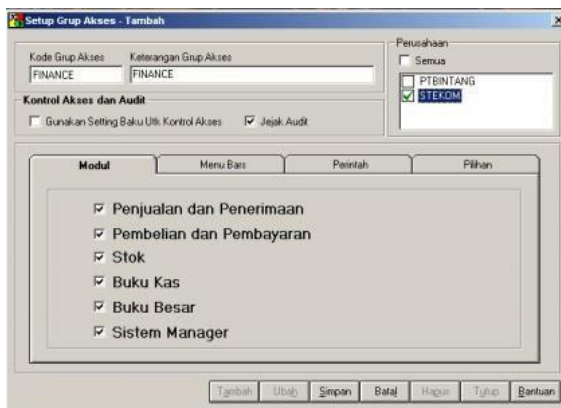 Setup Grup Akses - Tambah
Kode Grup Akses Keterangan Grup Akses
FINANCE FINANCE
Perusahaan
Semua
PTBINTANG
STEKOM
Kontrol Akses dan Audit
Gunakan Setting Baku Utk Kontrol Akses Jejak Audit
Modul Menu Bars Perintah Pilihan
Penjualan dan Penerimaan
Pembelian dan Pembayaran
Stok
Buku Kas
Buku Besar
Sistem Manager
Tambah Ubah Simpan Batal Hapus Tutup Bantuan